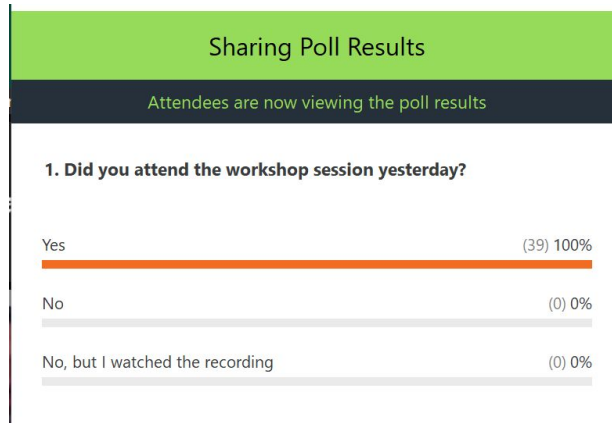 Sharing Poll Results
Attendees are now viewing the poll results
1. Did you attend the workshop session yesterday?
Yes (39) 100%
No (0) 0%
No, but I watched the recording (0) 0%